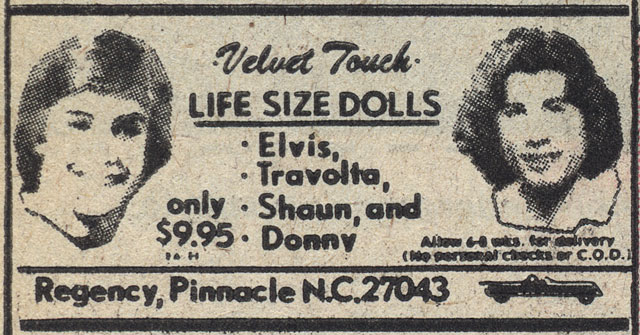 ·Velvet Touch·
LIFE SIZE DOLLS
· Elvis,
· Travolta,
· Shaun, and
· Donny
only
$9.95
Allow 6-8 wks. for delivery
(No personal checks or C.O.D.)
Regency, Pinnacle N.C. 27043